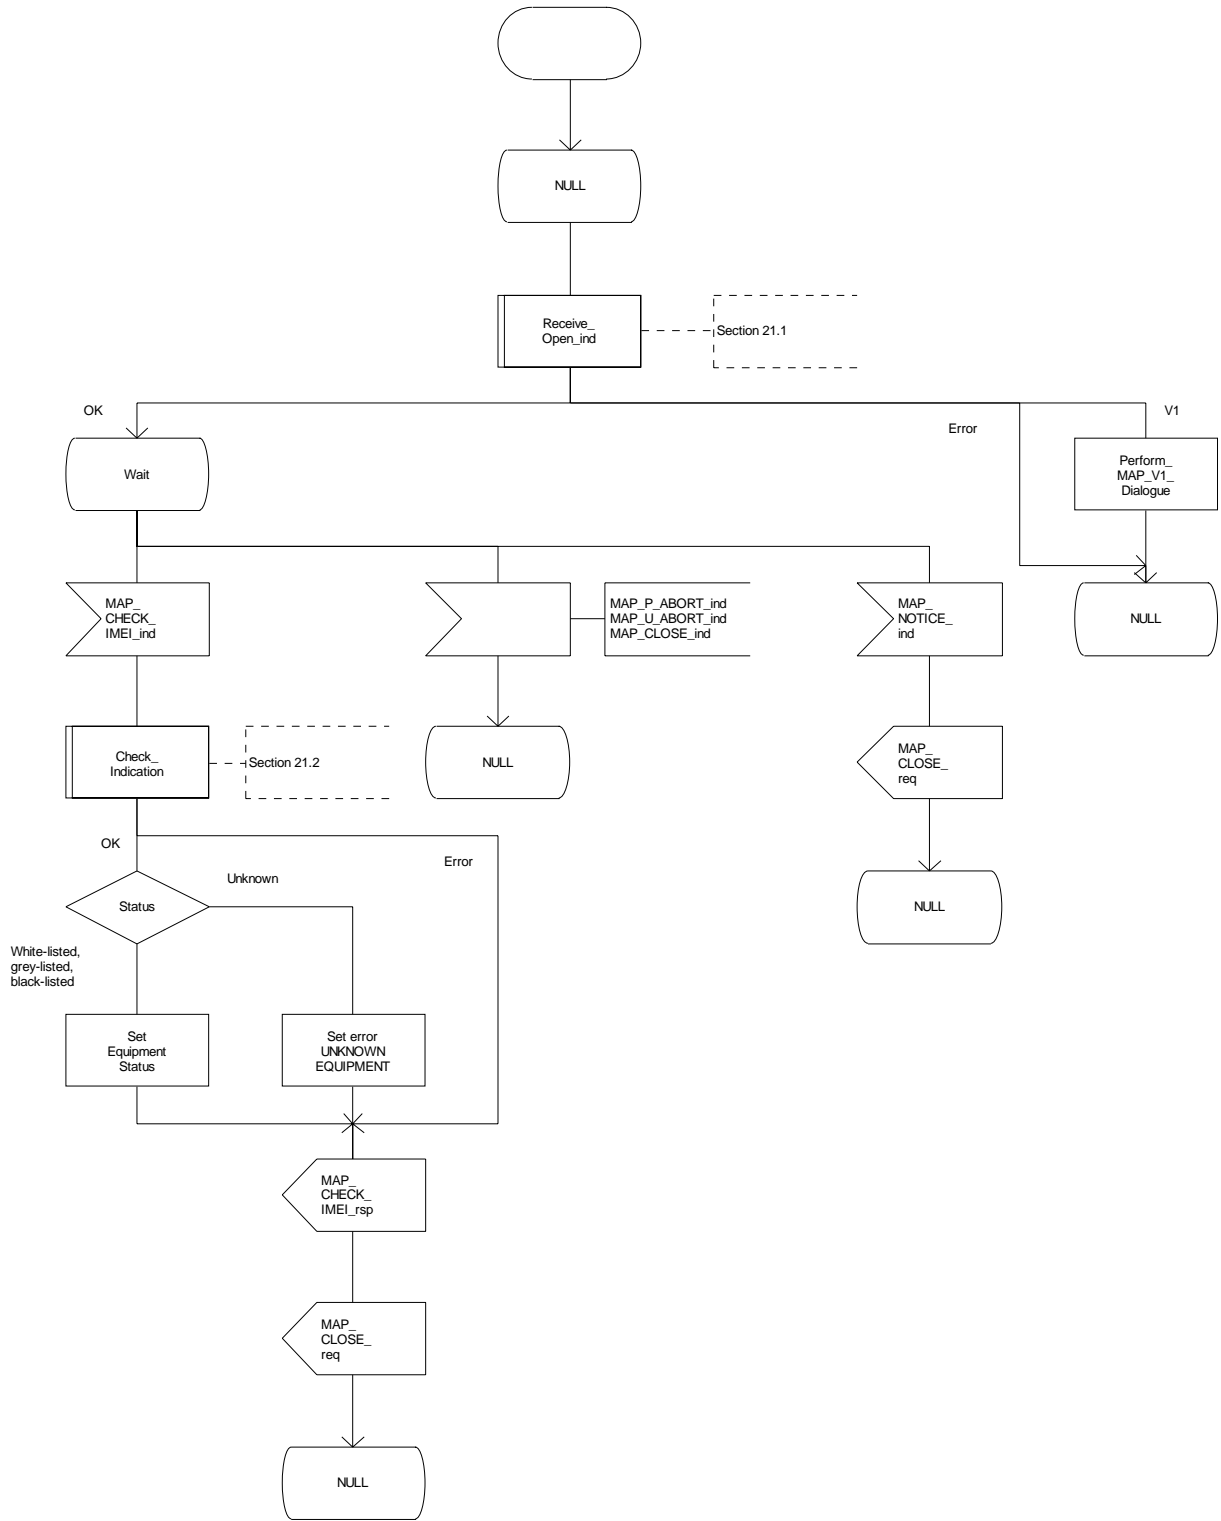 NULL
Receive_
Open_ind
Section 21.1
OK
Error
V1
Wait
Perform_
MAP_V1_
Dialogue
MAP_
CHECK_
IMEI_ind
MAP_P_ABORT_ind
MAP_U_ABORT_ind
MAP_CLOSE_ind
MAP_
NOTICE_
ind
NULL
Check_
Indication
Section 21.2
NULL
MAP_
CLOSE_
req
OK
Error
Unknown
Status
NULL
White-listed,
grey-listed,
black-listed
Set
Equipment
Status
Set error
UNKNOWN
EQUIPMENT
MAP_
CHECK_
IMEI_rsp
MAP_
CLOSE_
req
NULL